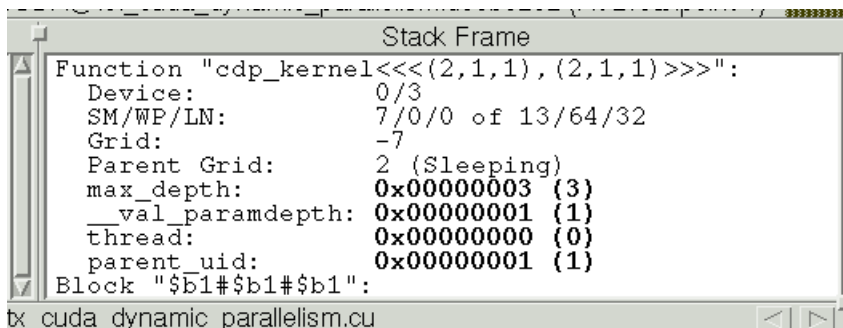 Stack Frame
Function "cdp_kernel<<<(2,1,1),(2,1,1)>>>":
Device: 0/3
SM/WP/LN: 7/0/0 of 13/64/32
Grid: -7
Parent Grid: 2 (Sleeping)
max_depth: 0x00000003 (3)
__val_paramdepth: 0x00000001 (1)
thread: 0x00000000 (0)
parent_uid: 0x00000001 (1)
Block "$b1#$b1#$b1":
tx_cuda_dynamic_parallelism.cu